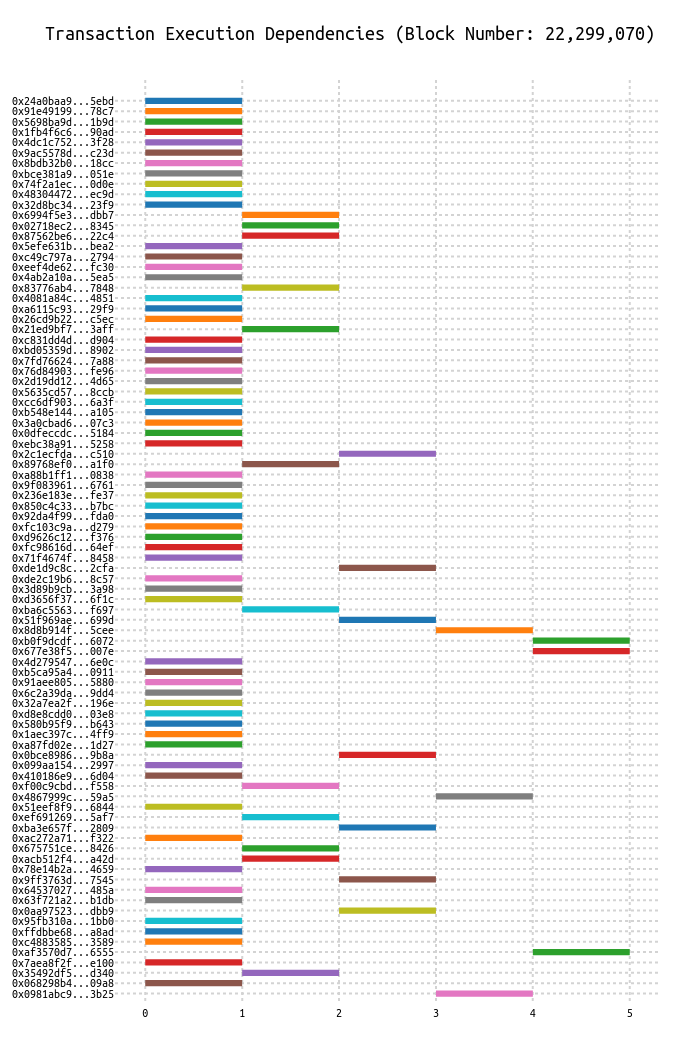 Transaction Execution Dependencies (Block Number: 22,299,070)
0x24a0baa9...5ebd
0x91e49199...78c7
0x5698ba9d...1b9d
0x1fb4f6c6...90ad
0x4dc1c752...3f28
0x9ac5578d...c23d
0x8bdb32b0...18cc
0xbce381a9...051e
0x74f2a1ec...0d0e
0x48304472...ec9d
0x32d8bc34...23f9
0x6994f5e3...dbb7
0x02718ec2...8345
0x87562be6...22c4
0x5efe631b...bea2
0xc49c797a...2794
0xeef4de62...fc30
0x4ab2a10a...5ea5
0x83776ab4...7848
0x4081a84c...4851
0xa6115c93...29f9
0x26cd9b22...c5ec
0x21ed9bf7...3aff
0xc831dd4d...d904
0xbd05359d...8902
0x7fd76624...7a88
0x76d84903...fe96
0x2d19dd12...4d65
0x5635cd57...8ccb
0xcc6df903...6a3f
0xb548e144...a105
0x3a0cbad6...07c3
0x0dfeccdc...5184
0xebc38a91...5258
0x2c1ecfda...c510
0x89768ef0...a1f0
0xa88b1ff1...0838
0x9f083961...6761
0x236e183e...fe37
0x850c4c33...b7bc
0x92da4f99...fda0
0xfc103c9a...d279
0xd9626c12...f376
0xfc98616d...64ef
0x71f4674f...8458
0xde1d9c8c...2cfa
0xde2c19b6...8c57
0x3d89b9cb...3a98
0xd3656f37...6f1c
0xba6c5563...f697
0x51f969ae...699d
0x8d8b914f...5cee
0xb0f9dcdf...6072
0x677e38f5...007e
0x4d279547...6e0c
0xb5ca95a4...0911
0x91aee805...5880
0x6c2a39da...9dd4
0x32a7ea2f...196e
0xd8e8cdd0...03e8
0x580b95f9...b643
0x1aec397c...4ff9
0xa87fd02e...1d27
0x0bce8986...9b8a
0x099aa154...2997
0x410186e9...6d04
0xf00c9cbd...f558
0x4867999c...59a5
0x51eef8f9...6844
0xef691269...5af7
0xba3e657f...2809
0xac272a71...f322
0x675751ce...8426
0xacb512f4...a42d
0x78e14b2a...4659
0x9ff3763d...7545
0x64537027...485a
0x63f721a2...b1db
0x0aa97523...dbb9
0x95fb310a...1bb0
0xffdbbe68...a8ad
0xc4883585...3589
0xaf3570d7...6555
0x7aea8f2f...e100
0x35492df5...d340
0x068298b4...09a8
0x0981abc9...3b25
0 1 2 3 4 5